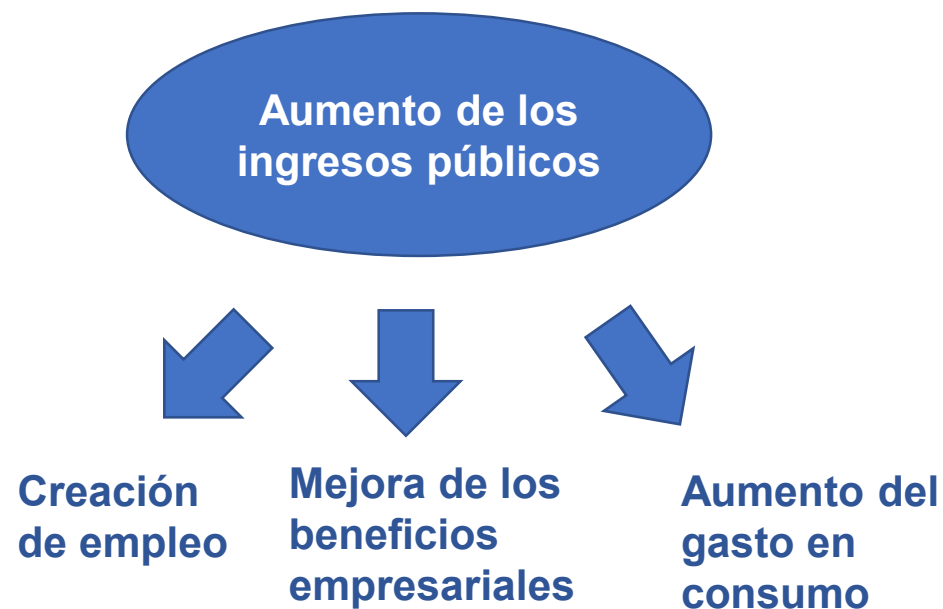 Aumento de los
ingresos públicos
Creación
de empleo
Mejora de los
beneficios
empresariales
Aumento del
gasto en
consumo